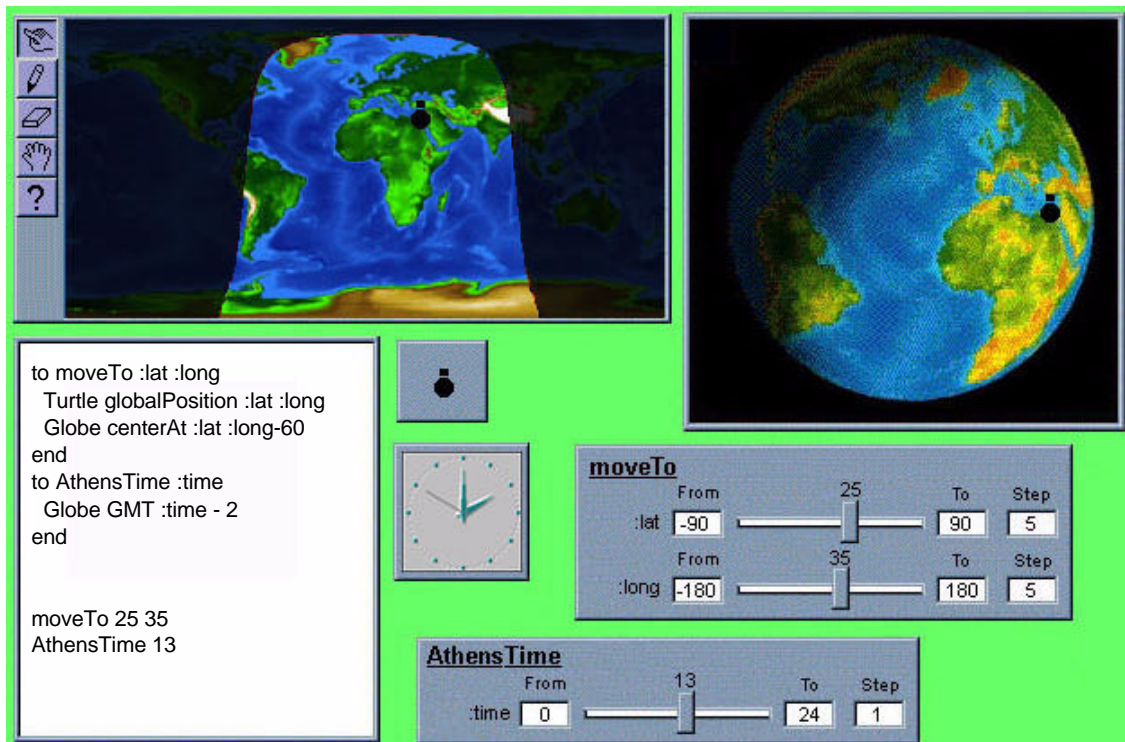 ?
to moveTo :lat :long
Turtle globalPosition :lat :long
Globe centerAt :lat :long-60
end
to AthensTime :time
Globe GMT :time - 2
end
moveTo 25 35
AthensTime 13
moveTo
From 25 To Step
:lat -90 90 5
From 35 To Step
:long -180 180 5
AthensTime
From 13 To Step
:time 0 24 1